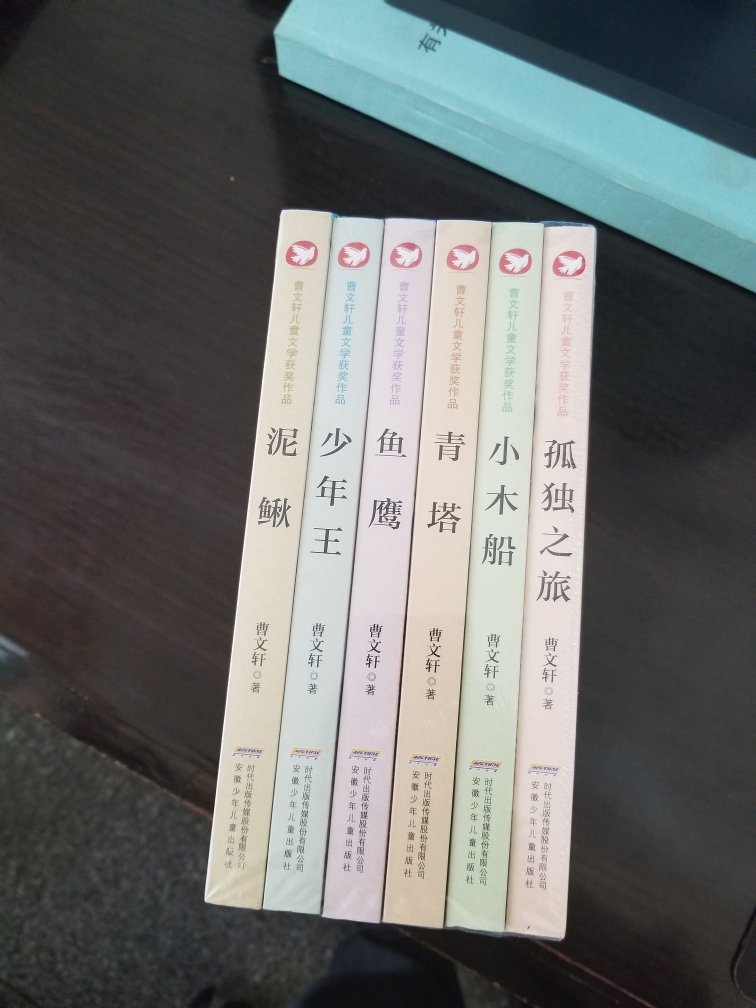 有
曹文轩儿童文学获奖作品
泥鳅
曹文轩◎著
时代出版传媒股份有限公司
安徽少年儿童出版社
曹文轩儿童文学获奖作品
少年王
曹文轩◎著
时代出版传媒股份有限公司
安徽少年儿童出版社
曹文轩儿童文学获奖作品
鱼鹰
曹文轩◎著
时代出版传媒股份有限公司
安徽少年儿童出版社
曹文轩儿童文学获奖作品
青塔
曹文轩◎著
时代出版传媒股份有限公司
安徽少年儿童出版社
曹文轩儿童文学获奖作品
小木船
曹文轩◎著
时代出版传媒股份有限公司
安徽少年儿童出版社
曹文轩儿童文学获奖作品
孤独之旅
曹文轩◎著
时代出版传媒股份有限公司
安徽少年儿童出版社